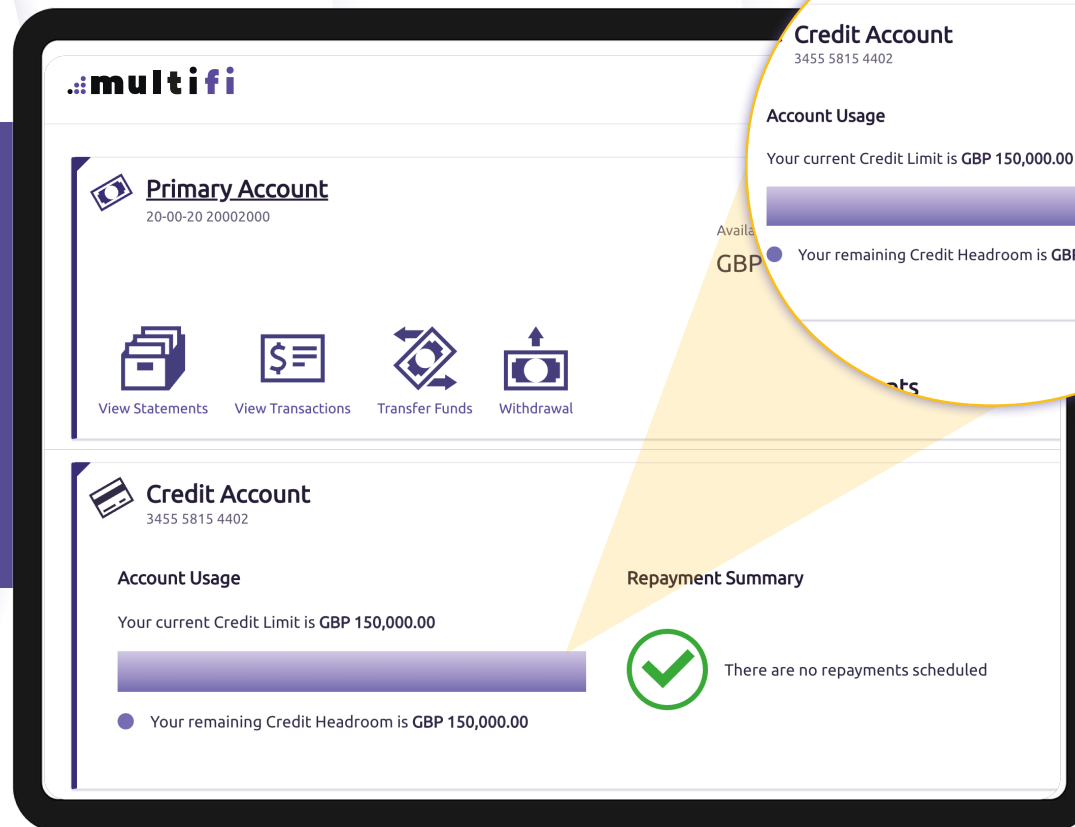 multifi
Primary Account
20-00-20 20002000
GBP
View Statements View Transactions Transfer Funds Withdrawal
Credit Account
3455 5815 4402
Account Usage
Your current Credit Limit is GBP 150,000.00
Your remaining Credit Headroom is GBP 150,000.00
Repayment Summary
There are no repayments scheduled
Credit Account
3455 5815 4402
Account Usage
Your current Credit Limit is GBP 150,000.00
Your remaining Credit Headroom is